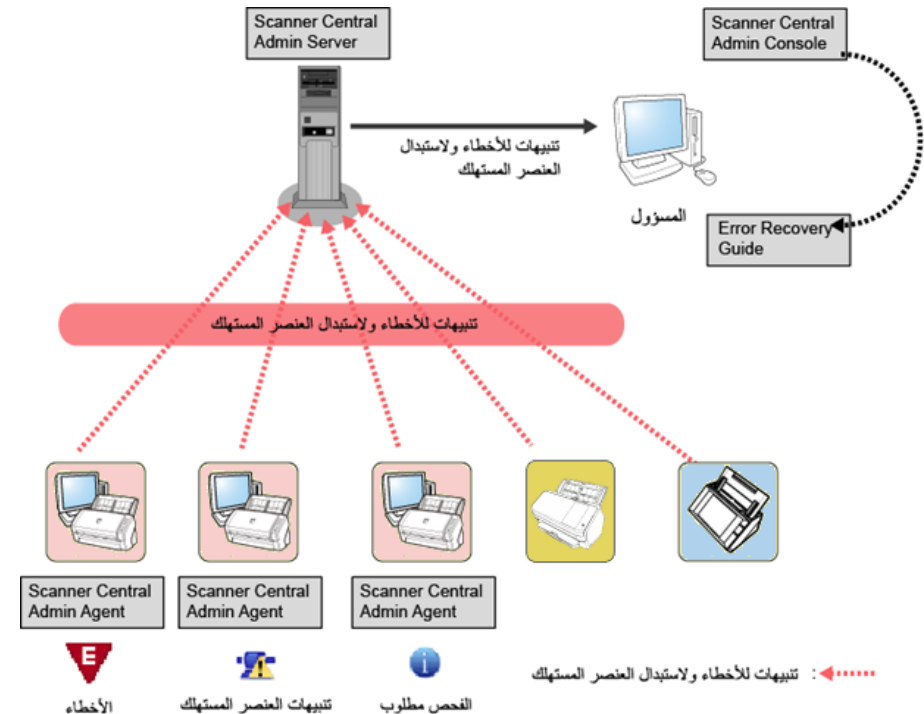 Scanner Central
Admin Server
Scanner Central
Admin Console
تنبيهات للأخطاء ولاستبدال
العنصر المستهلك
المسؤول
Error Recovery
Guide
تنبيهات للأخطاء ولاستبدال العنصر المستهلك
Scanner Central
Admin Agent
Scanner Central
Admin Agent
Scanner Central
Admin Agent
E
الأخطاء
تنبيهات العنصر المستهلك
i
الفحص مطلوب
: تنبيهات للأخطاء ولاستبدال العنصر المستهلك